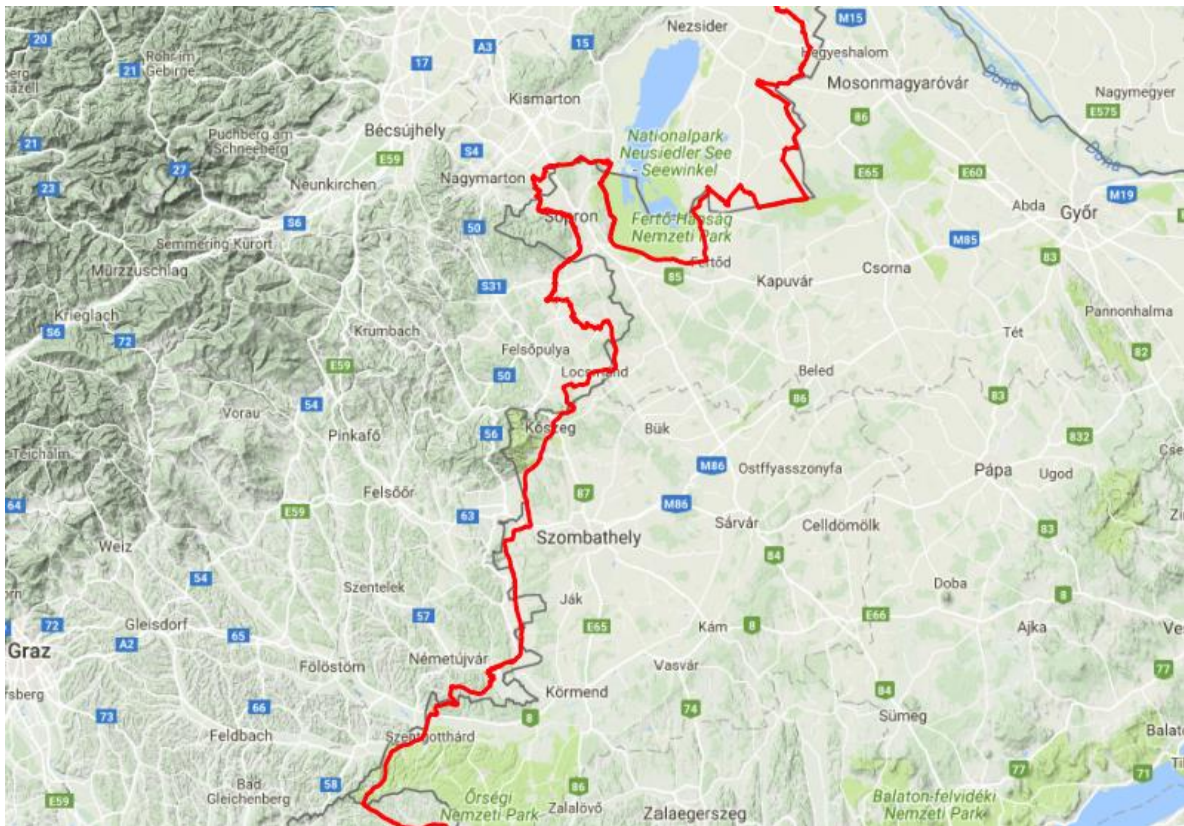 20
M15
Nezsider
15
A3
21
Rohr im
Gebirge
Hegyeshalom
17
Mosonmagyaróvár
Duna
Nagymegyer
Kismarton
21
Puchberg am
Schneeberg
Bécsújhely
86
E575
Nationalpark
Neusiedler See
- Seewinkel
E59
S4
Duna
27
Nagymarton
E65
E60
23
Neunkirchen
M19
Abda
Győr
S6
Sopron
50
Fertő-Hanság
Nemzeti Park
Semmering Kurort
M85
83
Mürzzuschlag
Fertőd
Csorna
85
Kapuvár
S31
Krieglach
Pannonhalma
S6
Krumbach
Tét
72
Felsőpulya
82
E59
50
Locsmánd
Beled
86
83
54
Vorau
Kőszeg
Bük
Pinkafő
56
832
Teichalm
M86
Ostffyasszonyfa
Pápa
Ugod
Felsőőr
87
64
E59
63
M86
Sárvár
Celldömölk
83
Szombathely
Weiz
84
54
Szentelek
Doba
Ják
57
8
72
Gleisdorf
65
E65
Kám
8
E66
Ajka
A2
Graz
Fölöstöm
Németújvár
Vasvár
77
Körmend
84
73
66
8
74
Sümeg
Feldbach
Szentgotthárd
58
Bad
Gleichenberg
77
71
E59
Őrségi
Nemzeti Park
86
Zalalövő
Zalaegerszeg
Balaton-felvidéki
Nemzeti Park